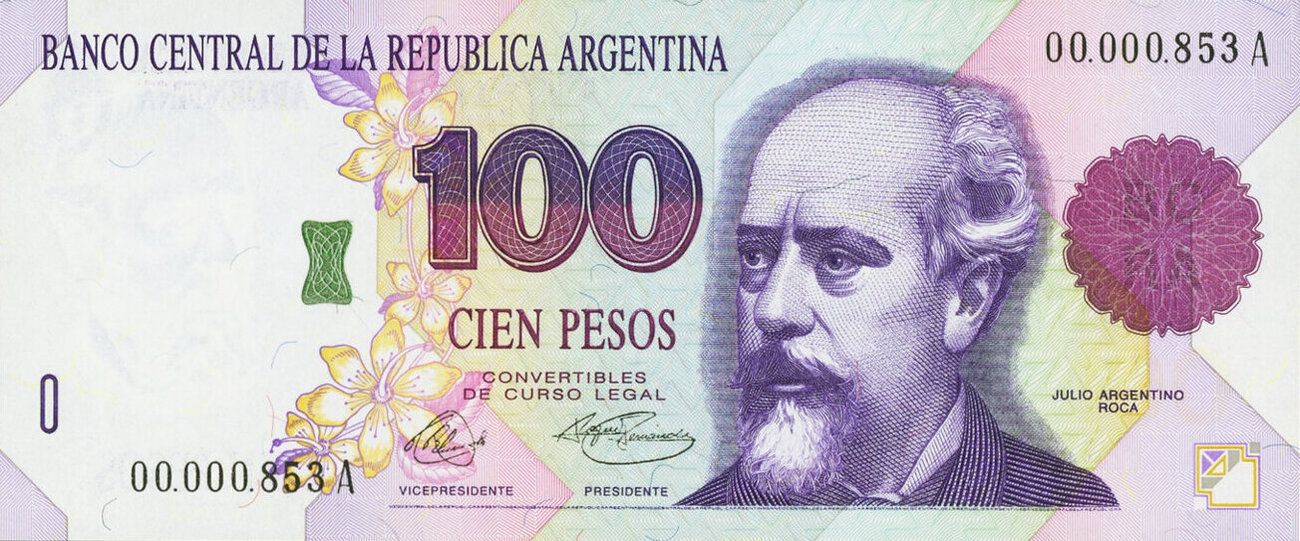 BANCO CENTRAL DE LA REPUBLICA ARGENTINA
00.000.853 A
100
CIEN PESOS
CONVERTIBLES
DE CURSO LEGAL
JULIO ARGENTINO
ROCA
00.000.853 A
VICEPRESIDENTE
PRESIDENTE